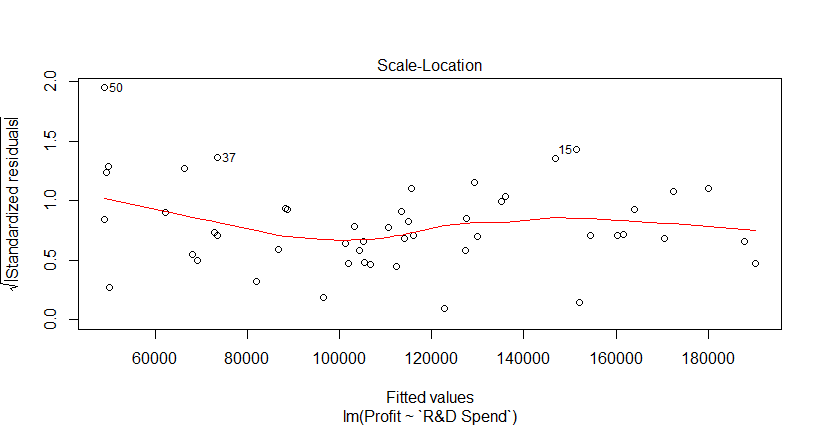 Scale-Location
√|Standardized residuals|
2.0
1.5
1.0
0.5
0.0
50
37
15
60000 80000 100000 120000 140000 160000 180000
Fitted values
lm(Profit ~ `R&D Spend`)